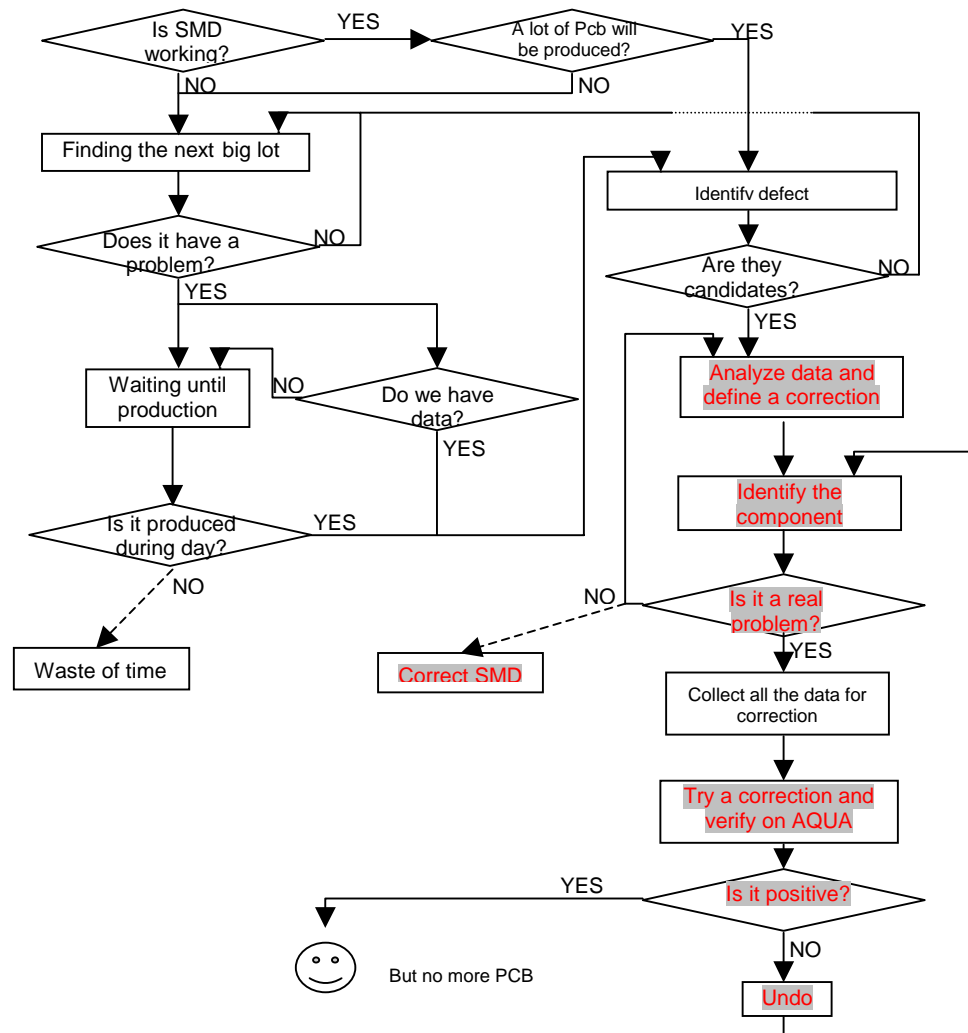 Is SMD
working?
YES
A lot of Pcb will
be produced?
YES
NO
NO
Finding the next big lot
Identify defect
Does it have a
problem?
NO
Are they
candidates?
NO
YES
YES
Waiting until
production
NO
Do we have
data?
Analyze data and
define a correction
YES
Identify the
component
Is it produced
during day?
YES
NO
NO
Is it a real
problem?
Waste of time
Correct SMD
YES
Collect all the data for
correction
Try a correction and
verify on AQUA
YES
Is it positive?
NO
But no more PCB
Undo